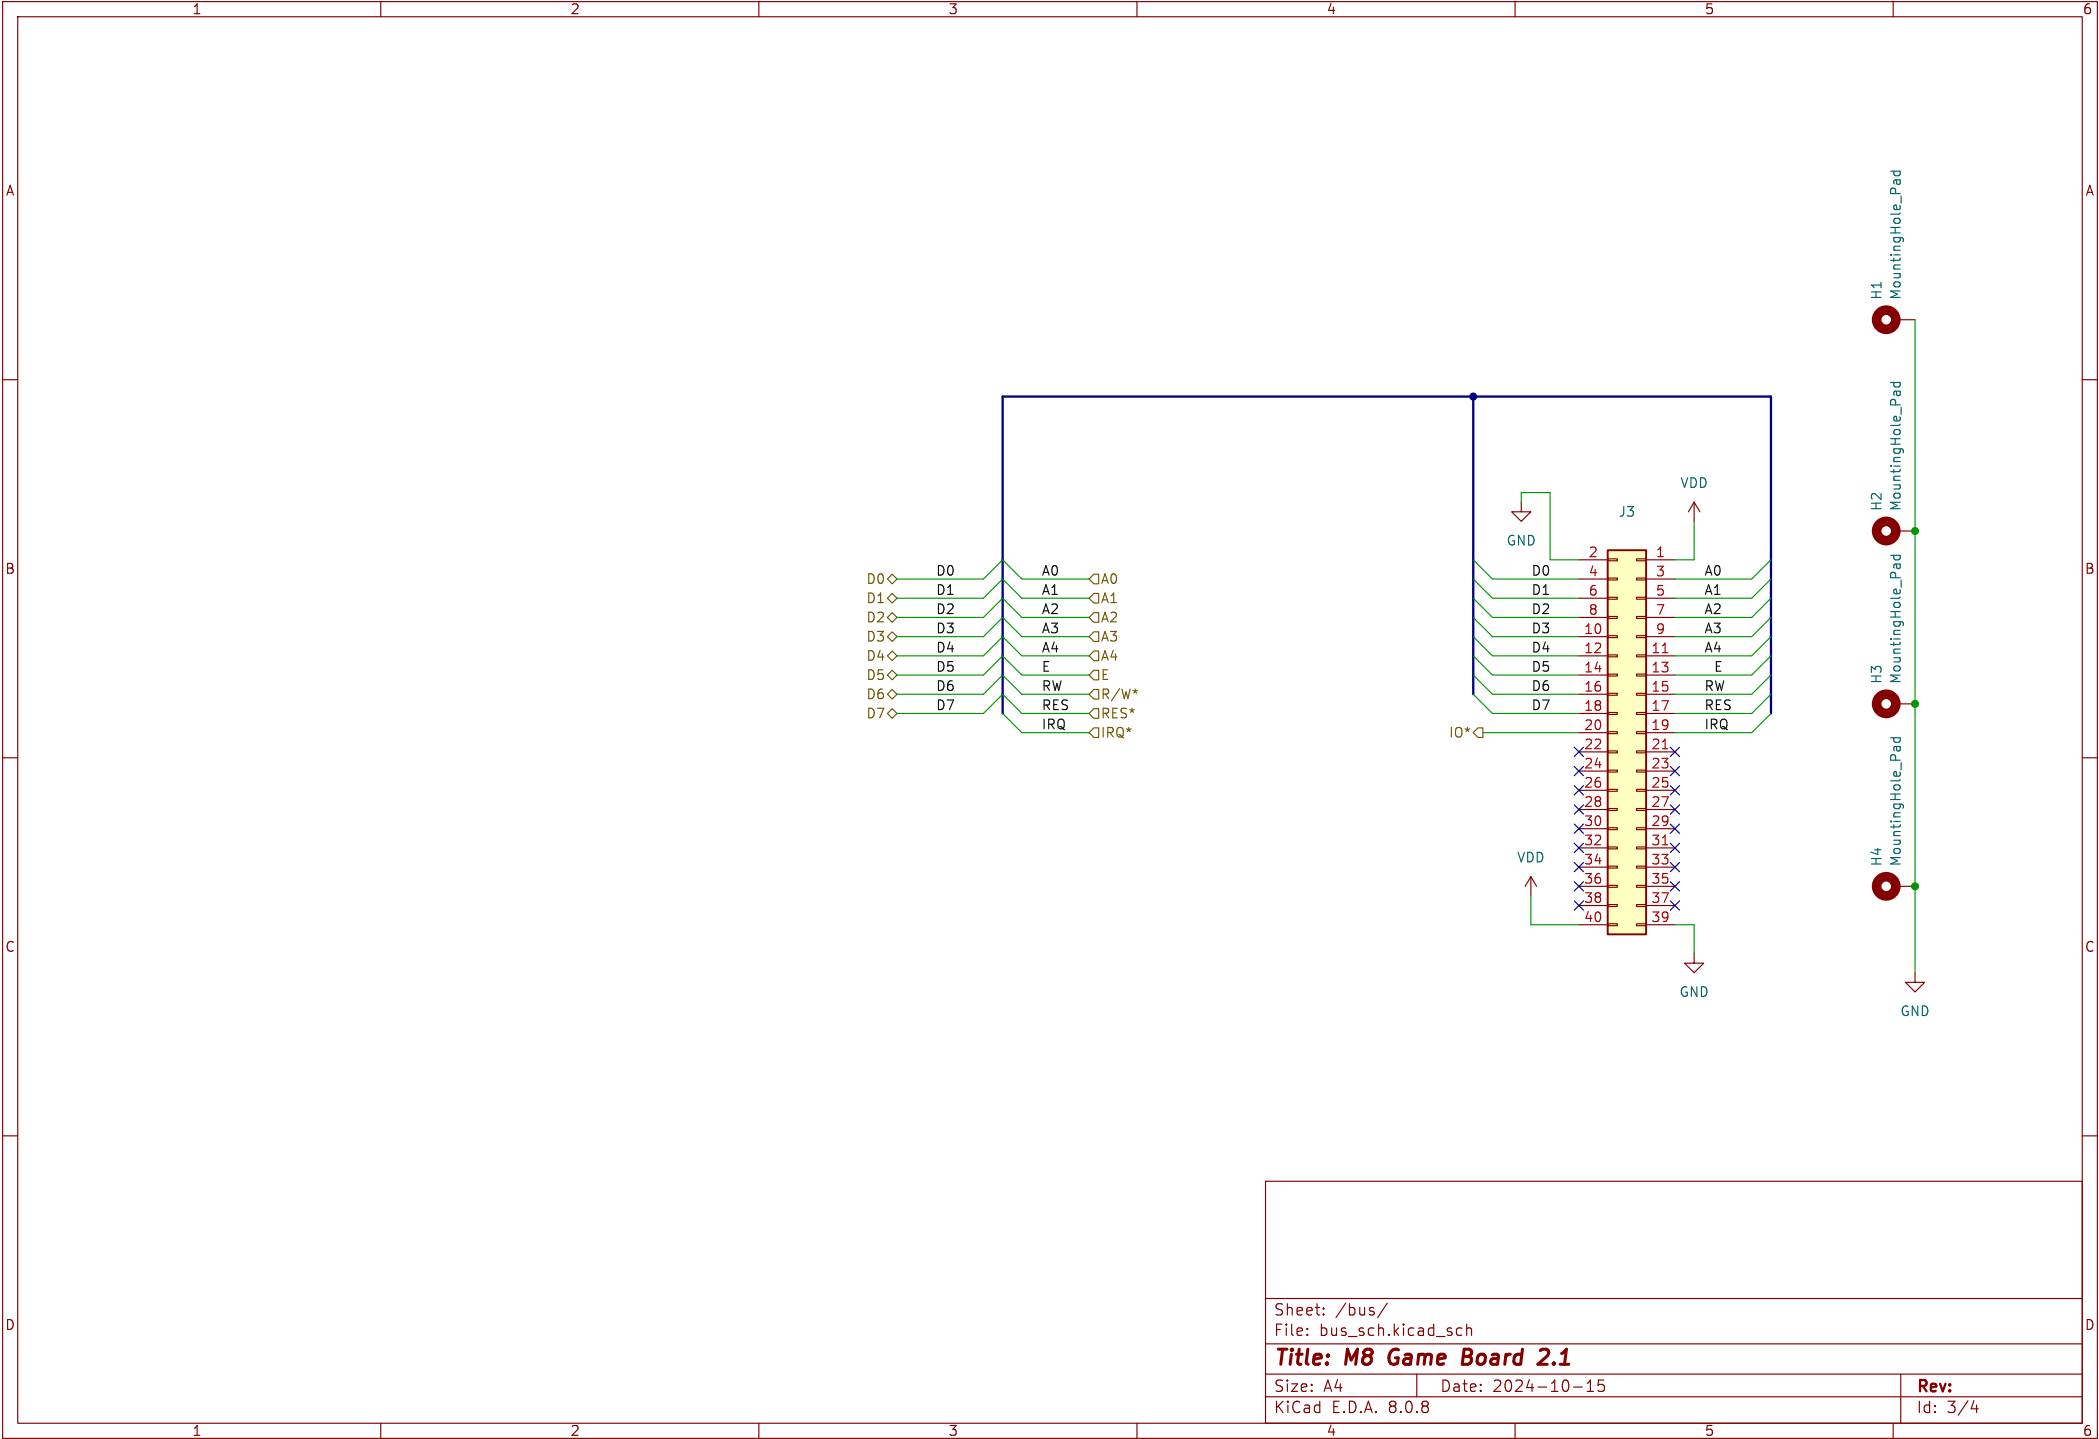 1 2 3 4 5 6
A A
MountingHole_Pad
H1
MountingHole_Pad
H2
VDD
J3
GND
2 1
B B
D0 D0 A0 A0 D0 4 3 A0
D1 D1 A1 A1 D1 6 5 A1
D2 D2 A2 A2 D2 8 7 A2
D3 D3 A3 A3 D3 10 9 A3
D4 D4 A4 A4 D4 12 11 A4
D5 D5 E E D5 14 13 E
D6 D6 RW R/W* D6 16 15 RW
D7 D7 RES RES* D7 18 17 RES
IRQ IRQ* IO* 20 19 IRQ
MountingHole_Pad
H3
22 21
24 23
26 25
28 27
30 29
32 31
34 33
36 35
38 37
40 39
VDD
MountingHole_Pad
H4
C C
GND
GND
Sheet: /bus/
File: bus_sch.kicad_sch
D D
Title: M8 Game Board 2.1
Size: A4 Date: 2024-10-15 Rev:
KiCad E.D.A. 8.0.8 Id: 3/4
1 2 3 4 5 6